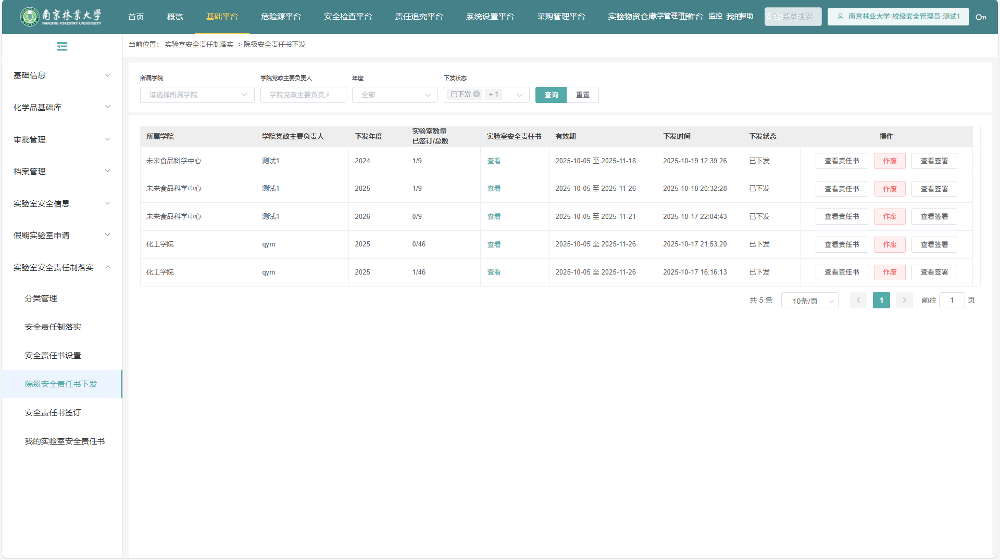 南京林業大學
NANJING FORESTRY UNIVERSITY
首页 概览 基础平台 危险源平台 安全检查平台 责任追究平台 系统设置平台 采购管理平台 实验物资仓库 教学管理平台 工作台 监控 我的 帮助 菜单搜索 南京林业大学-校级安全管理员-测试1
当前位置： 实验室安全责任制落实 -> 院级安全责任书下发
基础信息
化学品基础库
审批管理
档案管理
实验室安全信息
假期实验室申请
实验室安全责任制落实
分类管理
安全责任制落实
安全责任书设置
院级安全责任书下发
安全责任书签订
我的实验室安全责任书
所属学院 学院党政主要负责人 年度 下发状态
请选择所属学院 学院党政主要负责人 全部 已下发 + 1 查询 重置
所属学院 学院党政主要负责人 下发年度 实验室数量 已签订/总数 实验室安全责任书 有效期 下发时间 下发状态 操作
未来食品科学中心 测试1 2024 1/9 查看 2025-10-05 至 2025-11-18 2025-10-19 12:39:26 已下发 查看责任书 作废 查看签署
未来食品科学中心 测试1 2025 1/9 查看 2025-10-05 至 2025-11-26 2025-10-18 20:32:28 已下发 查看责任书 作废 查看签署
未来食品科学中心 测试1 2026 0/9 查看 2025-10-05 至 2025-11-21 2025-10-17 22:04:43 已下发 查看责任书 作废 查看签署
化工学院 qym 2025 0/46 查看 2025-10-05 至 2025-11-26 2025-10-17 21:53:20 已下发 查看责任书 作废 查看签署
化工学院 qym 2025 1/46 查看 2025-10-05 至 2025-11-26 2025-10-17 16:16:13 已下发 查看责任书 作废 查看签署
共 5 条 10条/页 1 前往 1 页